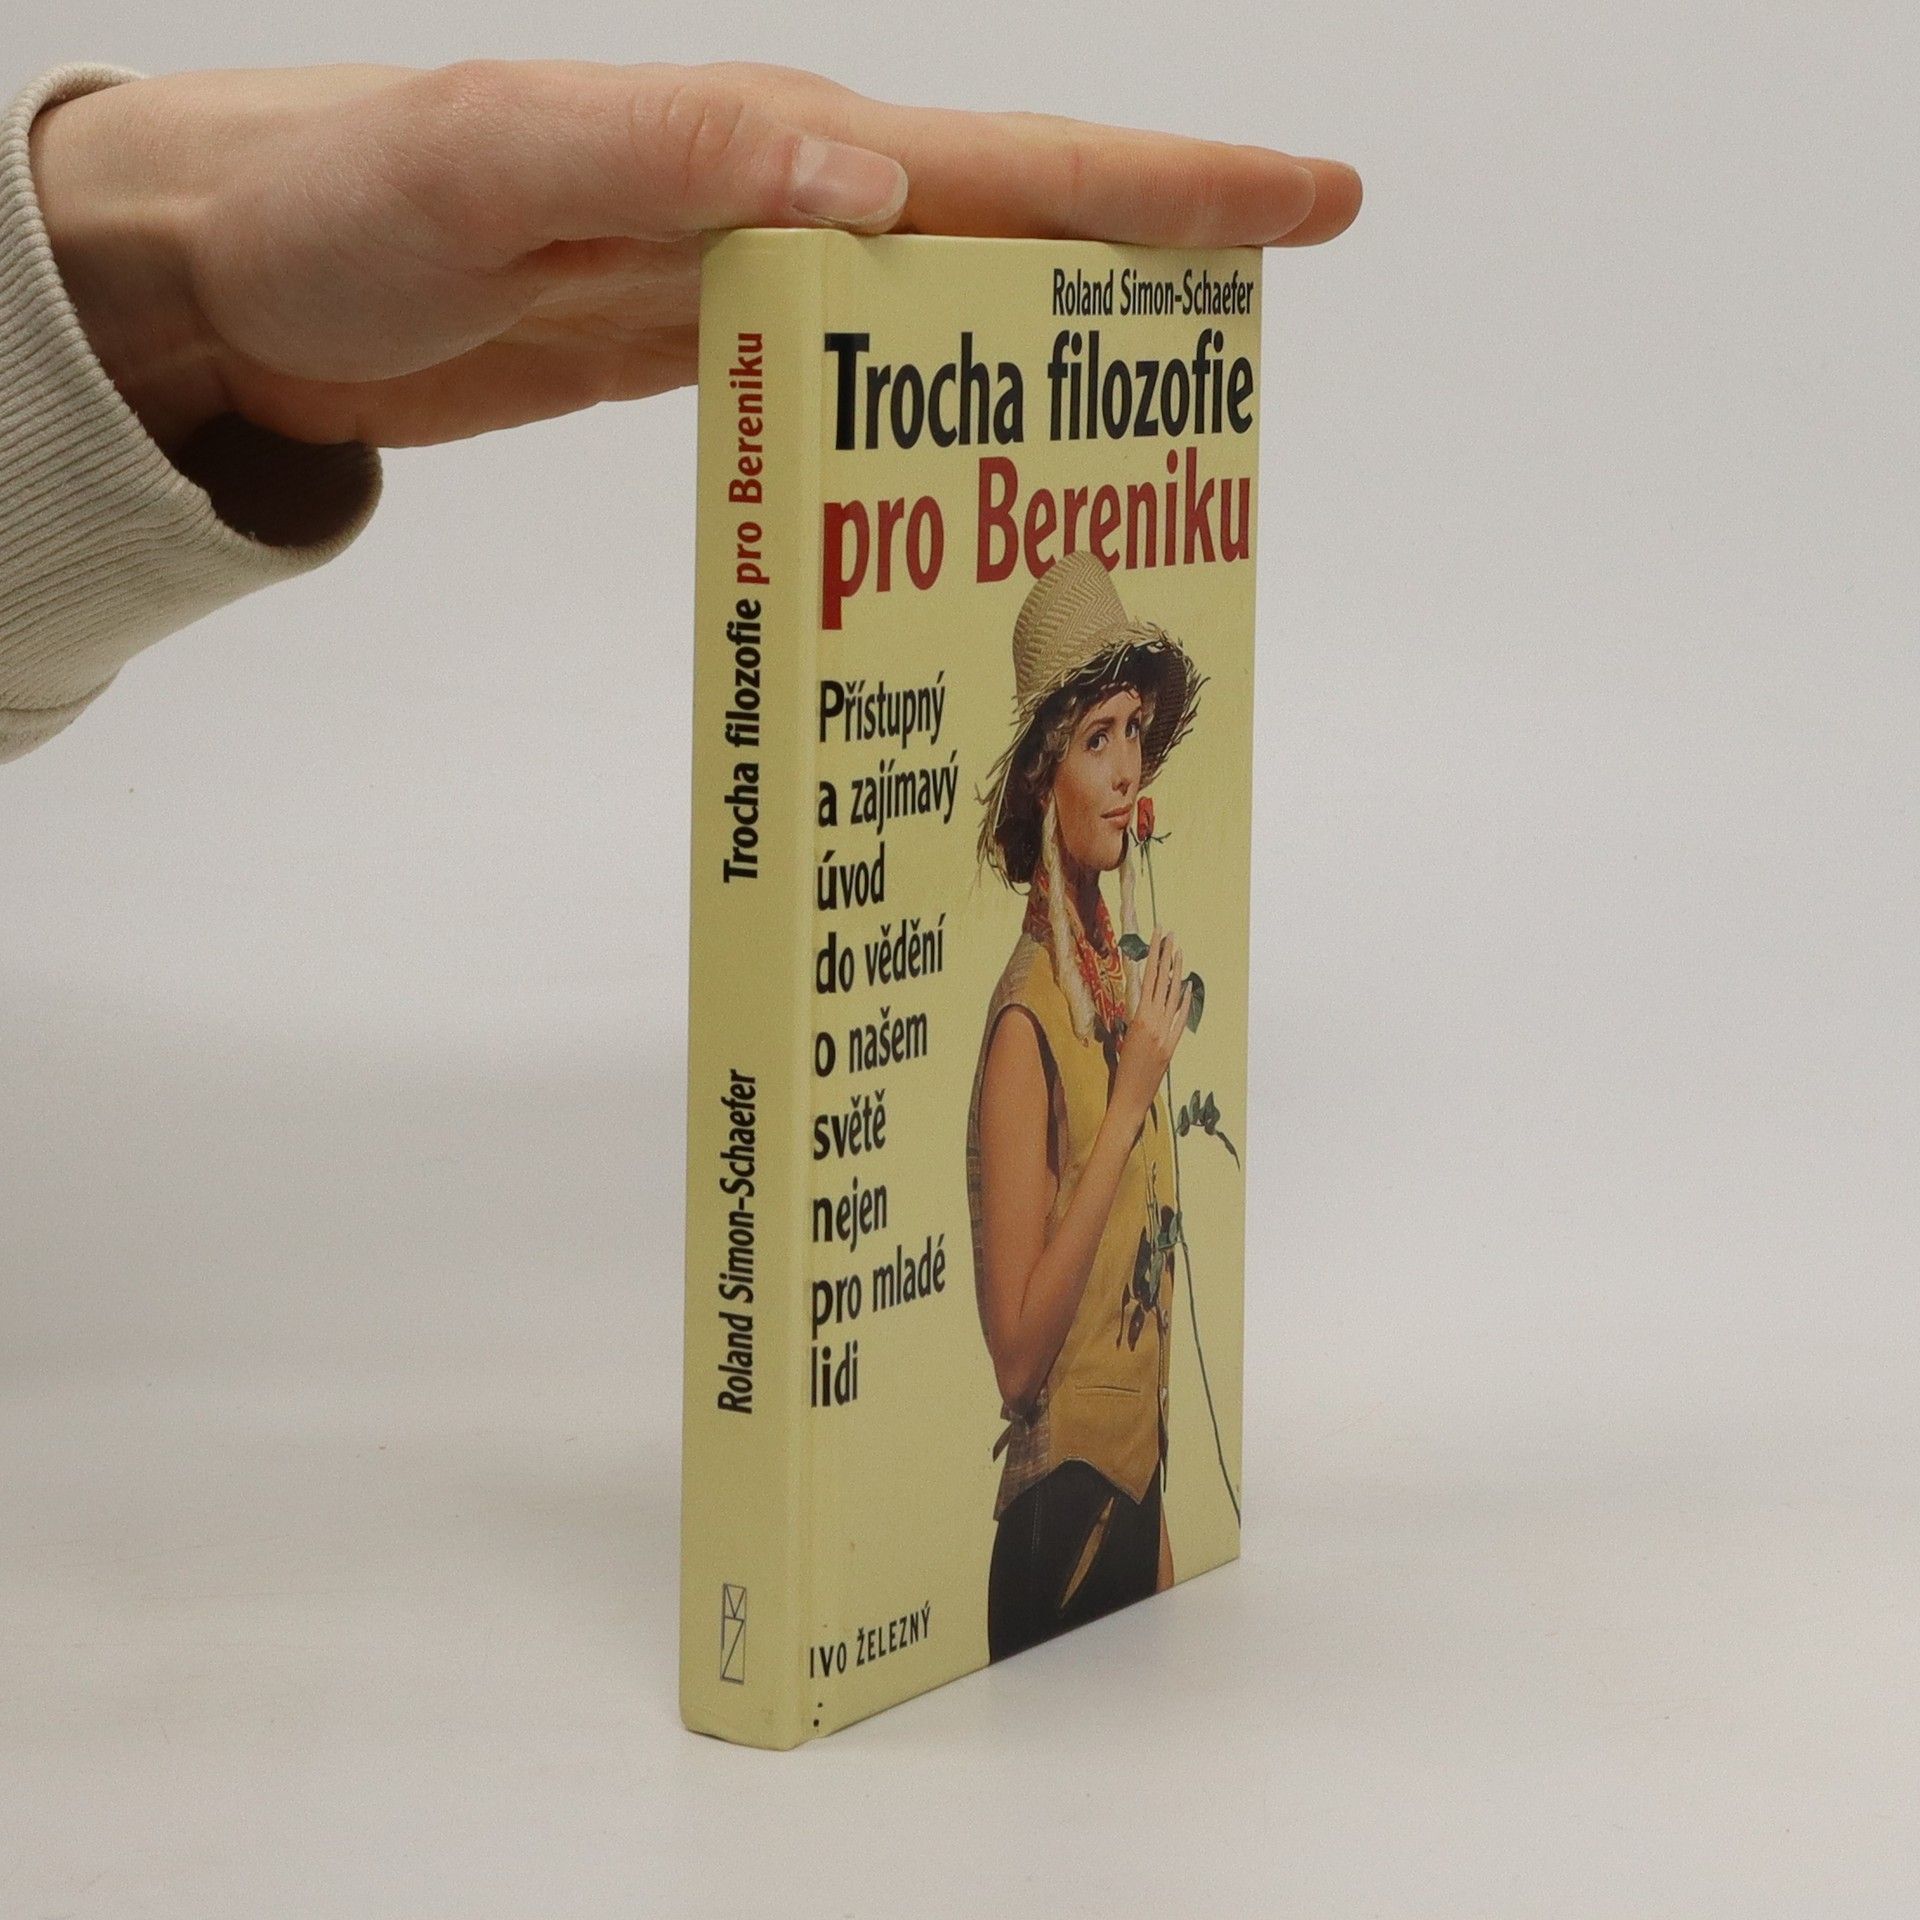 Roland Simon-Schaefer
Trocha filozofie
pro Bereniku
Přístupný
a zajímavý
úvod
do vědění
o našem
světě
nejen
pro mladé
lidi
IVO ŽELEZNÝ
Roland Simon-Schaefer Trocha filozofie pro Bereniku